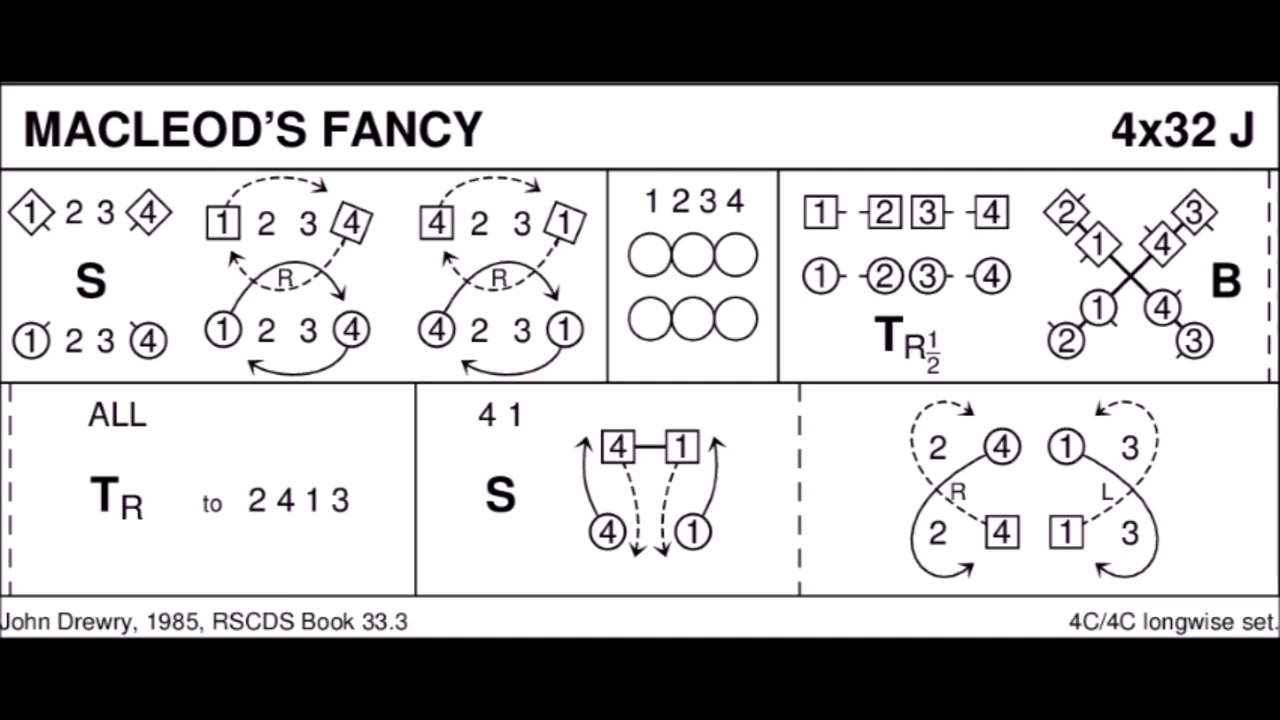 MACLEOD'S FANCY 4x32 J
1 2 3 4
S
1 2 3 4
1 2 3 4
R
1 2 3 4
4 2 3 1
R
4 2 3 1
1 2 3 4
1 2 3 4
1 2 3 4
T R 1/2
2 3
1 4
1 4
2 3
B
ALL
T R to 2 4 1 3
4 1
S
4 1
4 1
2 4 1 3
R L
2 4 1 3
John Drewry, 1985, RSCDS Book 33.3 4C/4C longwise set.